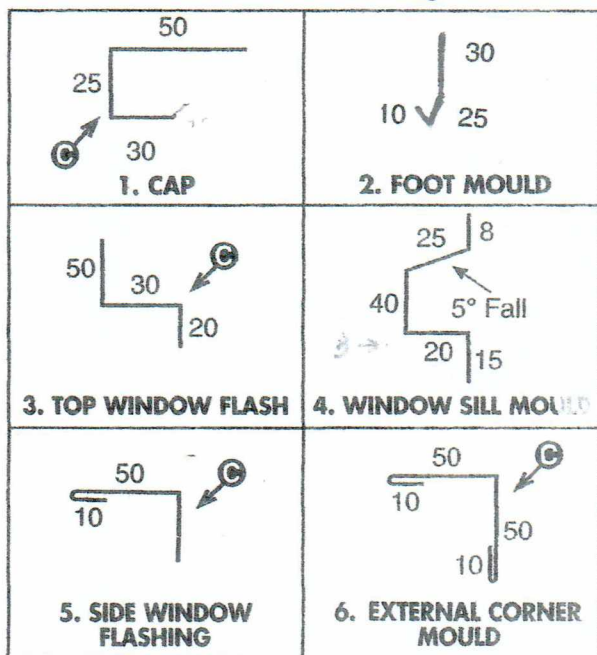 50
25
30
C
1. CAP
30
10
25
2. FOOT MOULD
50
30
20
C
3. TOP WINDOW FLASH
25
8
40
5° Fall
20
15
4. WINDOW SILL MOULD
50
10
C
5. SIDE WINDOW
FLASHING
50
10
50
10
C
6. EXTERNAL CORNER
MOULD